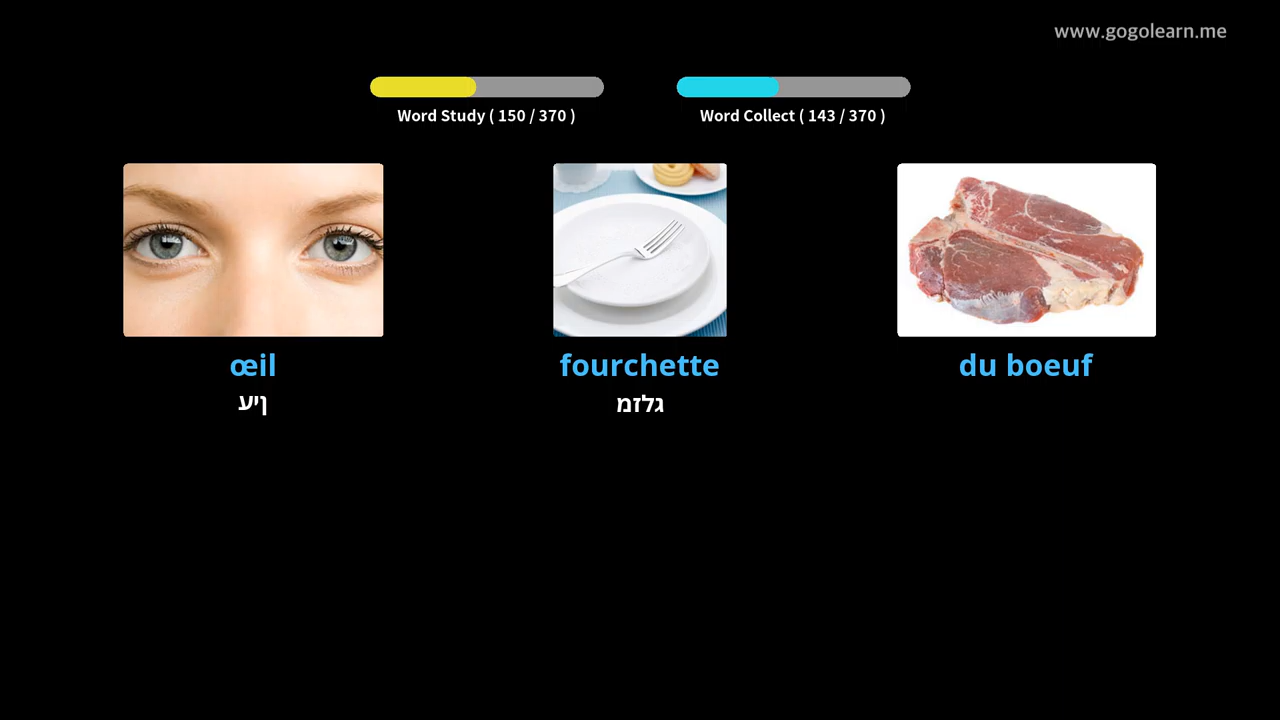 www.gogolearn.me
Word Study ( 150 / 370 )
Word Collect ( 143 / 370 )
œil
ןיע
fourchette
גלזמ
du boeuf